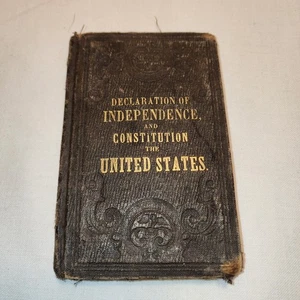 DECLARATION OF
INDEPENDENCE,
AND
CONSTITUTION
THE
UNITED STATES.